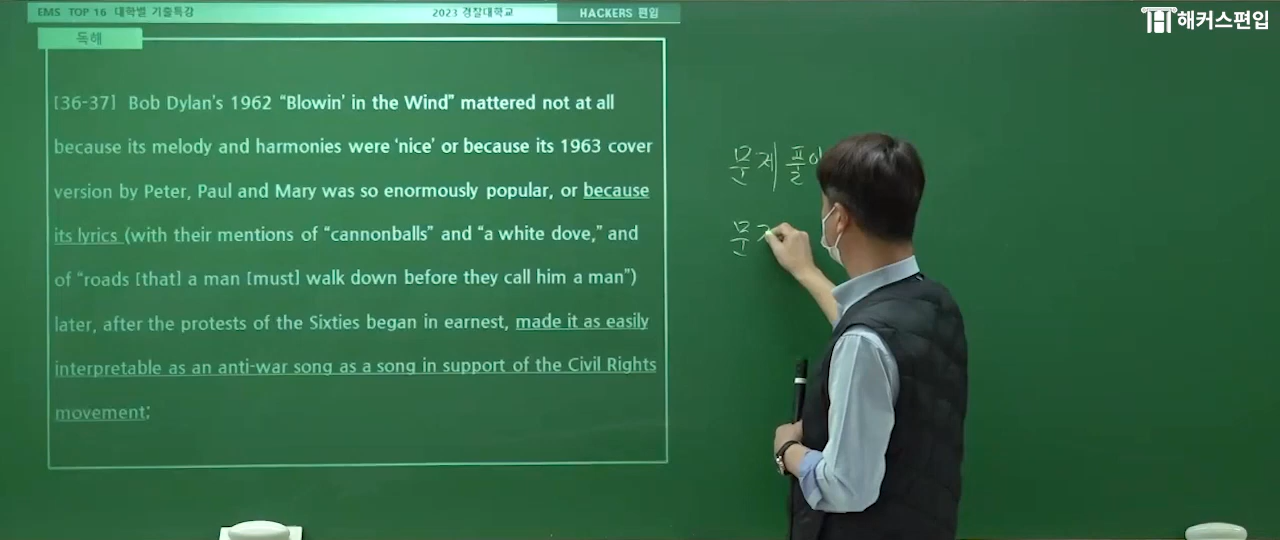 EMS TOP 16 대학별 기출특강 2023 경찰대학교 HACKERS 편입
해커스편입
독해
[36-37] Bob Dylan's 1962 “Blowin' in the Wind” mattered not at all
because its melody and harmonies were ‘nice’ or because its 1963 cover
version by Peter, Paul and Mary was so enormously popular, or because
its lyrics (with their mentions of “cannonballs” and “a white dove,” and
of “roads [that] a man [must] walk down before they call him a man”)
later, after the protests of the Sixties began in earnest, made it as easily
interpretable as an anti-war song as a song in support of the Civil Rights
movement:
문제 풀이
문